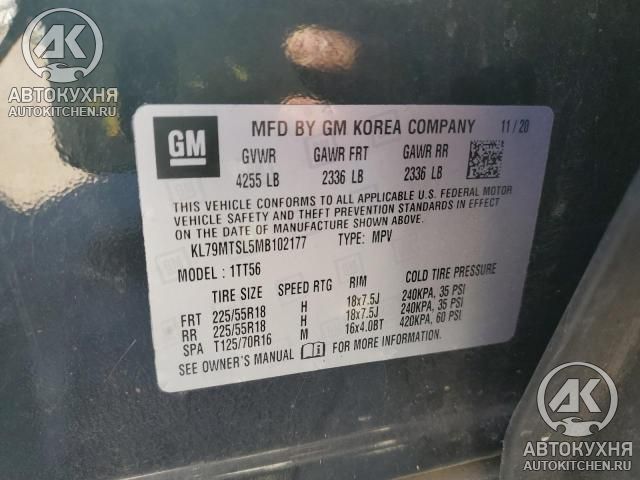 AK
АВТОКУХНЯ
AUTOKITCHEN.RU
GM
MFD BY GM KOREA COMPANY 11/20
GVWR GAWR FRT GAWR RR
4255 LB 2336 LB 2336 LB
THIS VEHICLE CONFORMS TO ALL APPLICABLE U.S. FEDERAL MOTOR
VEHICLE SAFETY AND THEFT PREVENTION STANDARDS IN EFFECT
ON THE DATE OF MANUFACTURE SHOWN ABOVE.
KL79MTSL5MB102177 TYPE: MPV
MODEL: 1TT56
TIRE SIZE SPEED RTG RIM COLD TIRE PRESSURE
FRT 225/55R18 H 18x7.5J 240KPA, 35 PSI
RR 225/55R18 H 18x7.5J 240KPA, 35 PSI
SPA T125/70R16 M 16x4.0BT 420KPA, 60 PSI
SEE OWNER'S MANUAL FOR MORE INFORMATION
AK
АВТОКУХНЯ
AUTOKITCHEN.RU